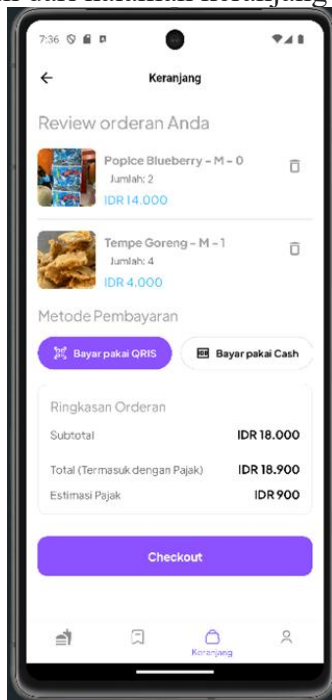 7:36
Keranjang
Review orderan Anda
PopIce Blueberry - M - 0
Jumlah: 2
IDR 14.000
Tempe Goreng - M - 1
Jumlah: 4
IDR 4.000
Metode Pembayaran
Bayar pakai QRIS Bayar pakai Cash
Ringkasan Orderan
Subtotal IDR 18.000
Total (Termasuk dengan Pajak) IDR 18.900
Estimasi Pajak IDR 900
Checkout
Keranjang